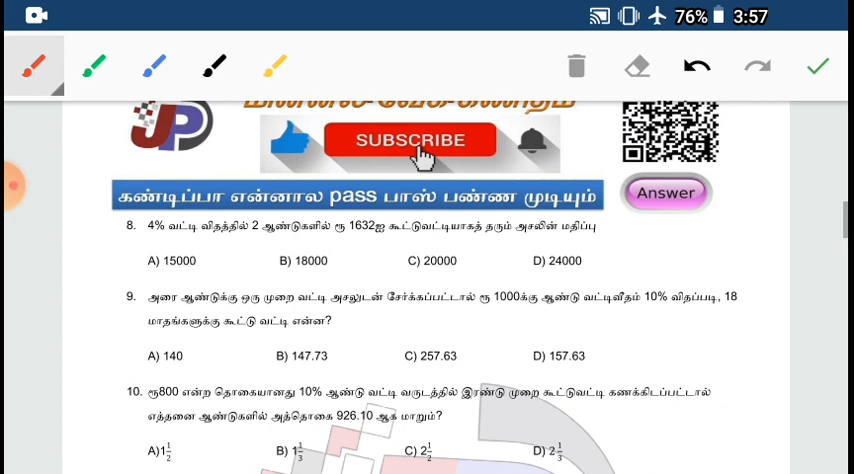 76% 3:57
மின்னல்-வேக-கணிதம்
JP
SUBSCRIBE
கண்டிப்பா என்னால pass பாஸ் பண்ண முடியும்
Answer
8. 4% வட்டி விதத்தில் 2 ஆண்டுகளில் ரூ 1632ஐ கூட்டுவட்டியாகத் தரும் அசலின் மதிப்பு
A) 15000 B) 18000 C) 20000 D) 24000
9. அரை ஆண்டுக்கு ஒரு முறை வட்டி அசலுடன் சேர்க்கப்பட்டால் ரூ 1000க்கு ஆண்டு வட்டிவீதம் 10% விதப்படி, 18
மாதங்களுக்கு கூட்டு வட்டி என்ன?
A) 140 B) 147.73 C) 257.63 D) 157.63
10. ரூ800 என்ற தொகையானது 10% ஆண்டு வட்டி வருடத்தில் இரண்டு முறை கூட்டுவட்டி கணக்கிடப்பட்டால்
எத்தனை ஆண்டுகளில் அத்தொகை 926.10 ஆக மாறும்?
A)1½ B) 1⅓ C) 2½ D) 2⅓